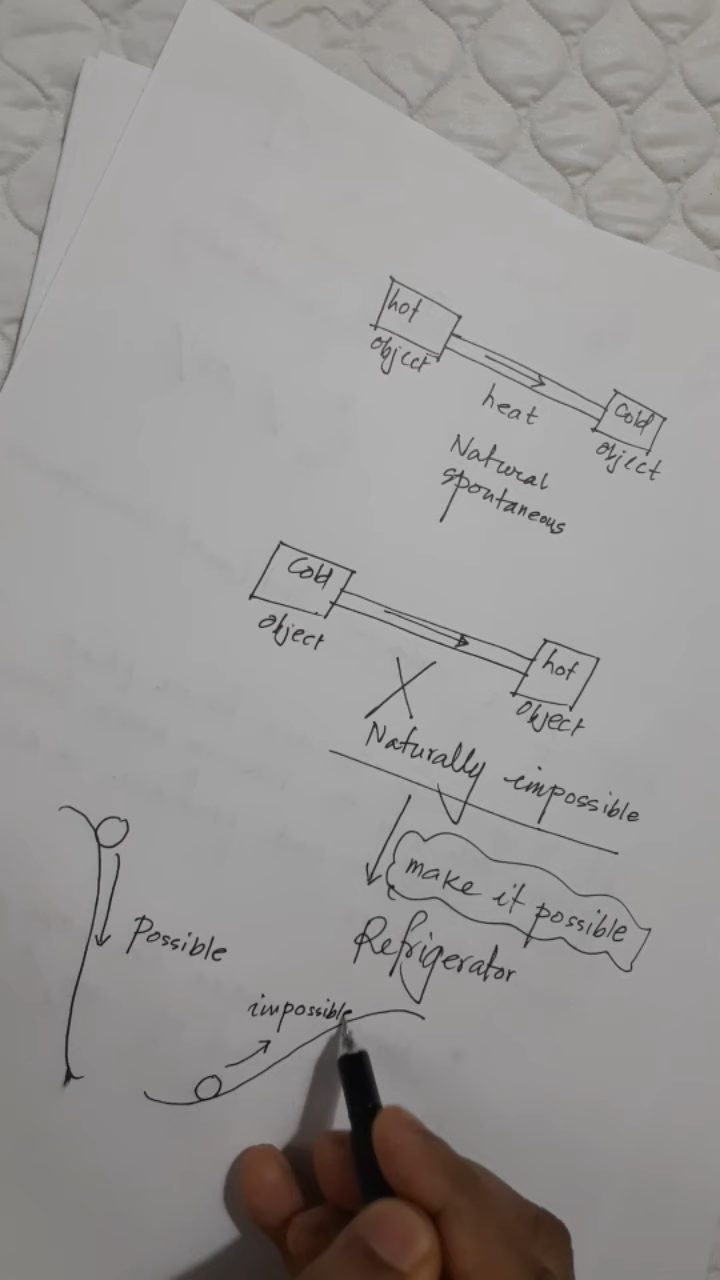 hot
object
heat
Cold
object
Natural
spontaneous
Cold
object
hot
object
Naturally impossible
make it possible
Refrigerator
Possible
impossible